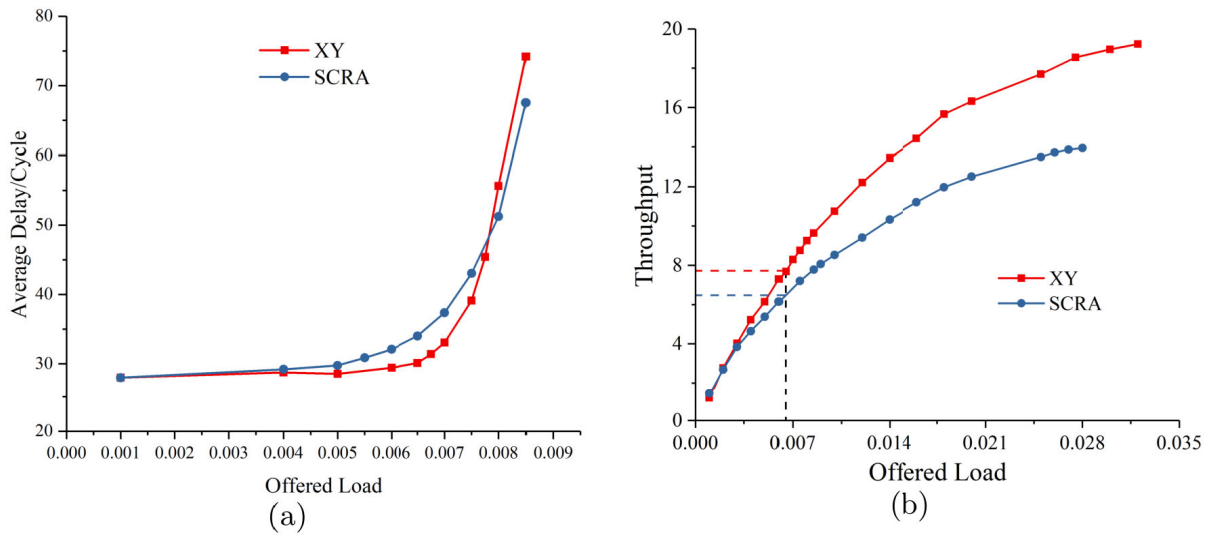 80
70
60
50
40
30
20
Average Delay/Cycle
XY
SCRA
0.000 0.001 0.002 0.003 0.004 0.005 0.006 0.007 0.008 0.009
Offered Load
(a)
20
16
12
8
4
0
Throughput
XY
SCRA
0.000 0.007 0.014 0.021 0.028 0.035
Offered Load
(b)